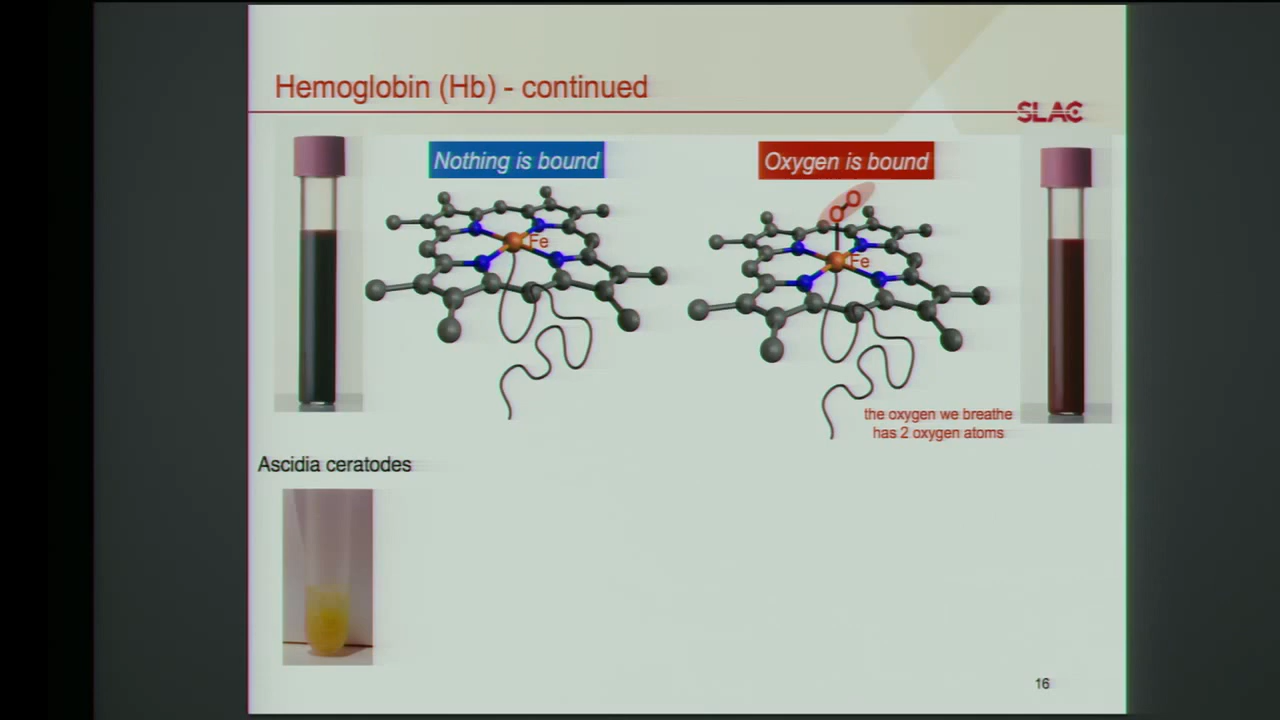 Hemoglobin (Hb) - continued
SLAC
Nothing is bound
Oxygen is bound
O
O
Fe
Fe
the oxygen we breathe
has 2 oxygen atoms
Ascidia ceratodes
16